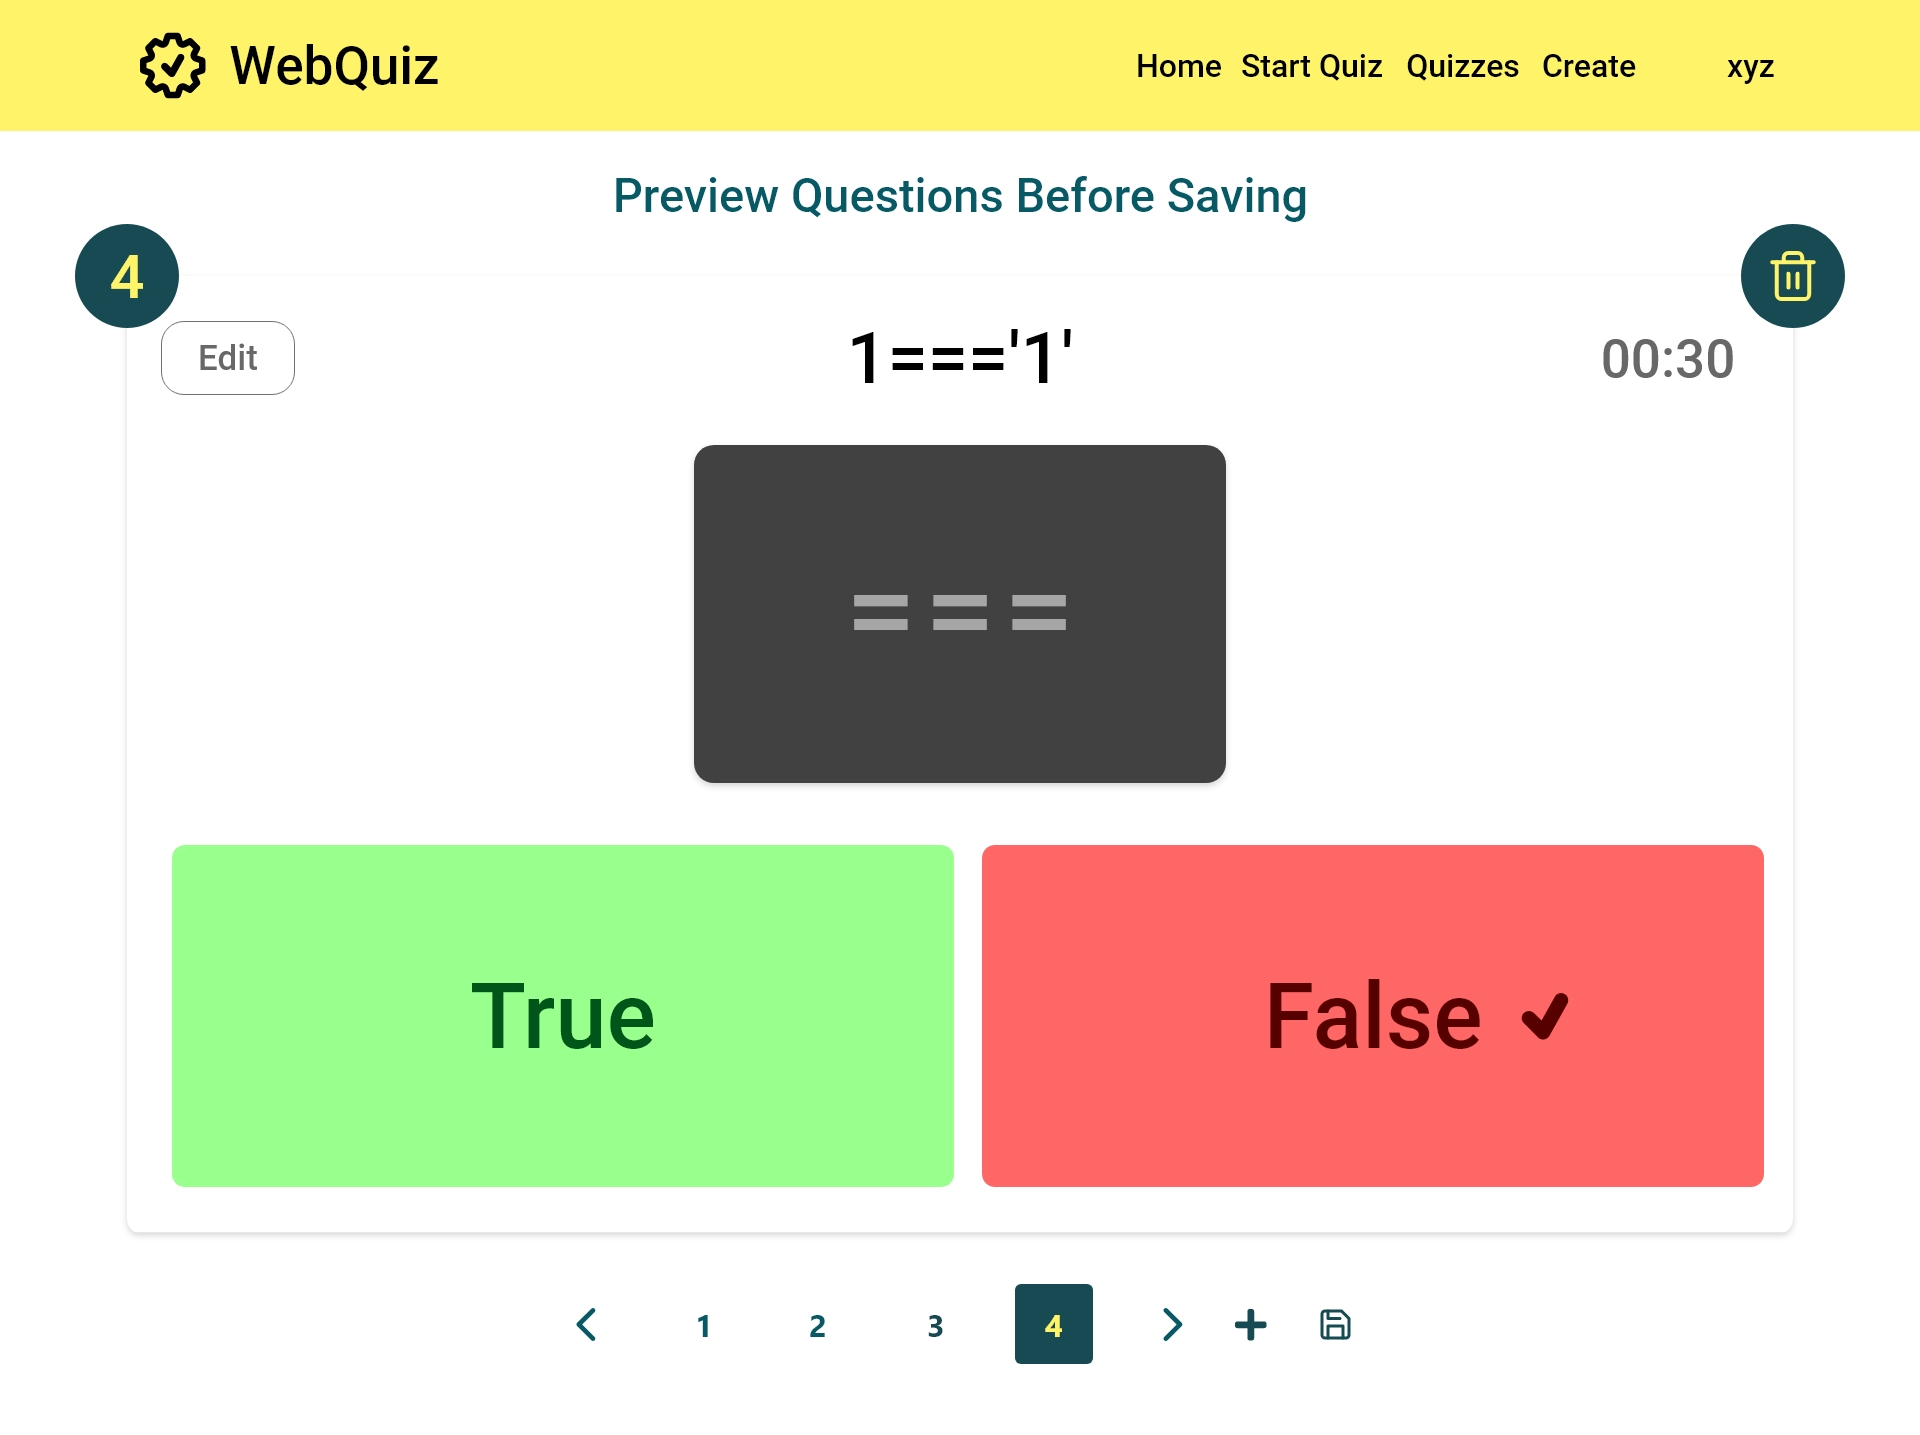 WebQuiz
Home Start Quiz Quizzes Create xyz
Preview Questions Before Saving
4
Edit
1==='1'
00:30
===
True
False
1 2 3 4